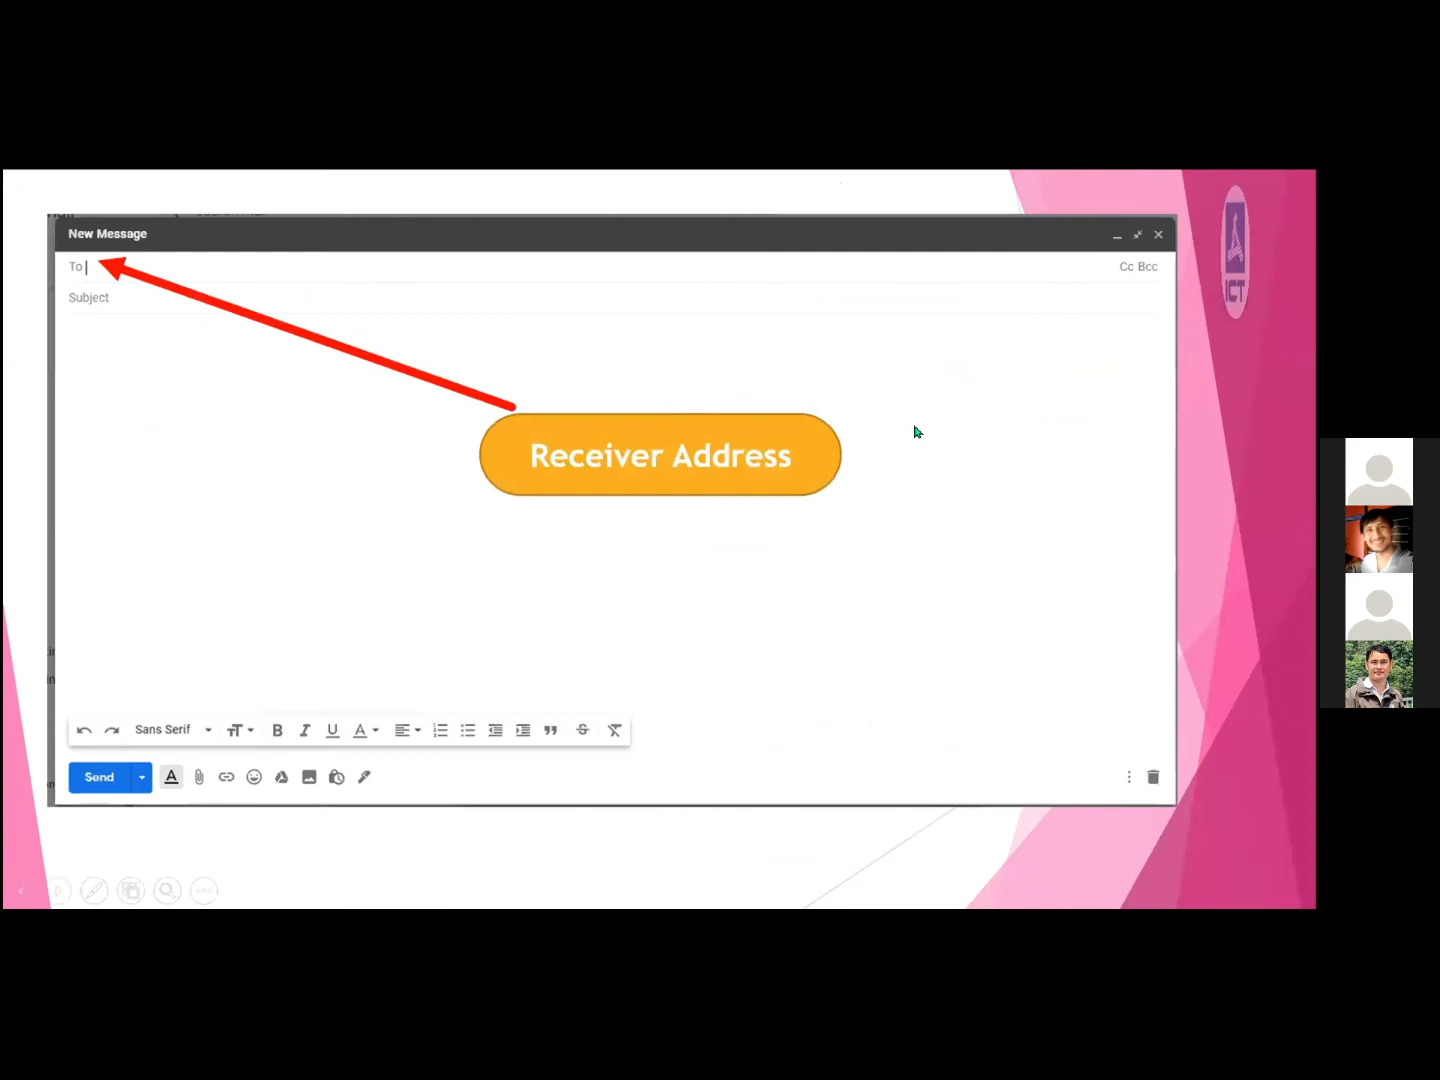 New Message
To
Cc Bcc
Subject
Receiver Address
Sans Serif
Send
ICT